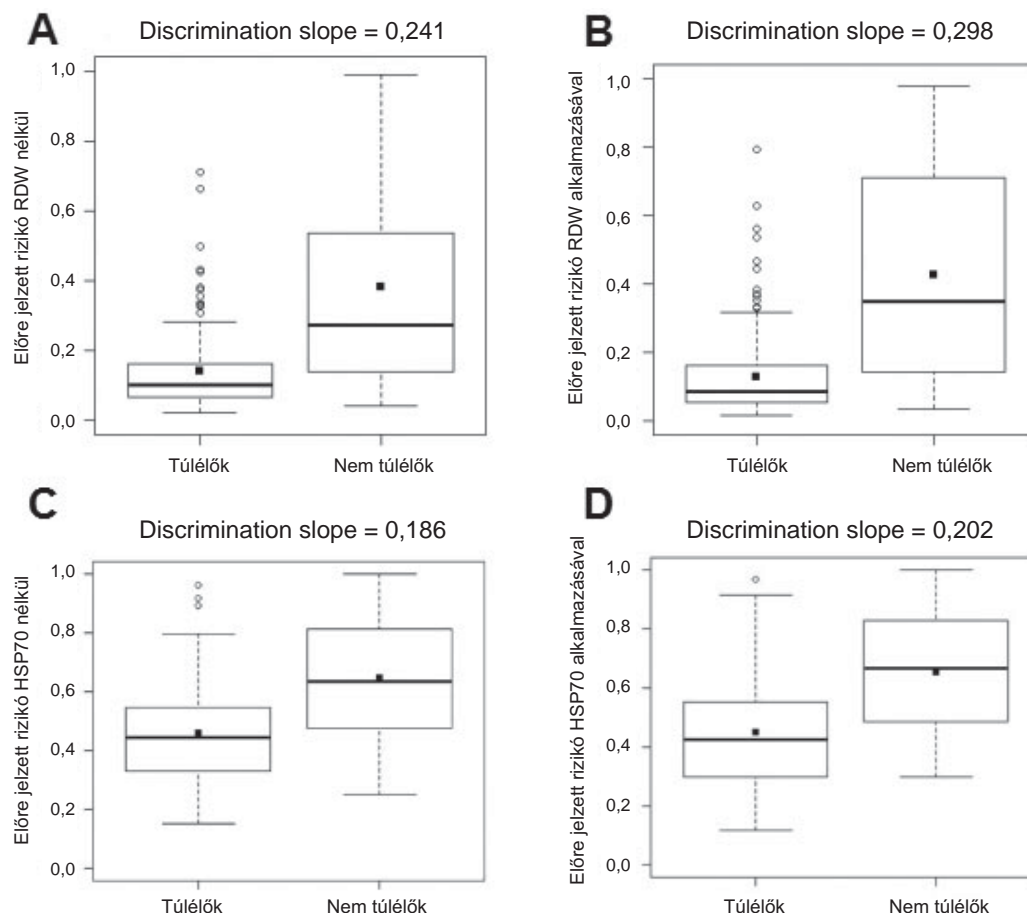 A
Discrimination slope = 0,241
Előre jelzett rizikó RDW nélkül
1,0
0,8
0,6
0,4
0,2
0,0
Túlélők
Nem túlélők
B
Discrimination slope = 0,298
Előre jelzett rizikó RDW alkalmazásával
1,0
0,8
0,6
0,4
0,2
0,0
Túlélők
Nem túlélők
C
Discrimination slope = 0,186
Előre jelzett rizikó HSP70 nélkül
1,0
0,8
0,6
0,4
0,2
0,0
Túlélők
Nem túlélők
D
Discrimination slope = 0,202
Előre jelzett rizikó HSP70 alkalmazásával
1,0
0,8
0,6
0,4
0,2
0,0
Túlélők
Nem túlélők